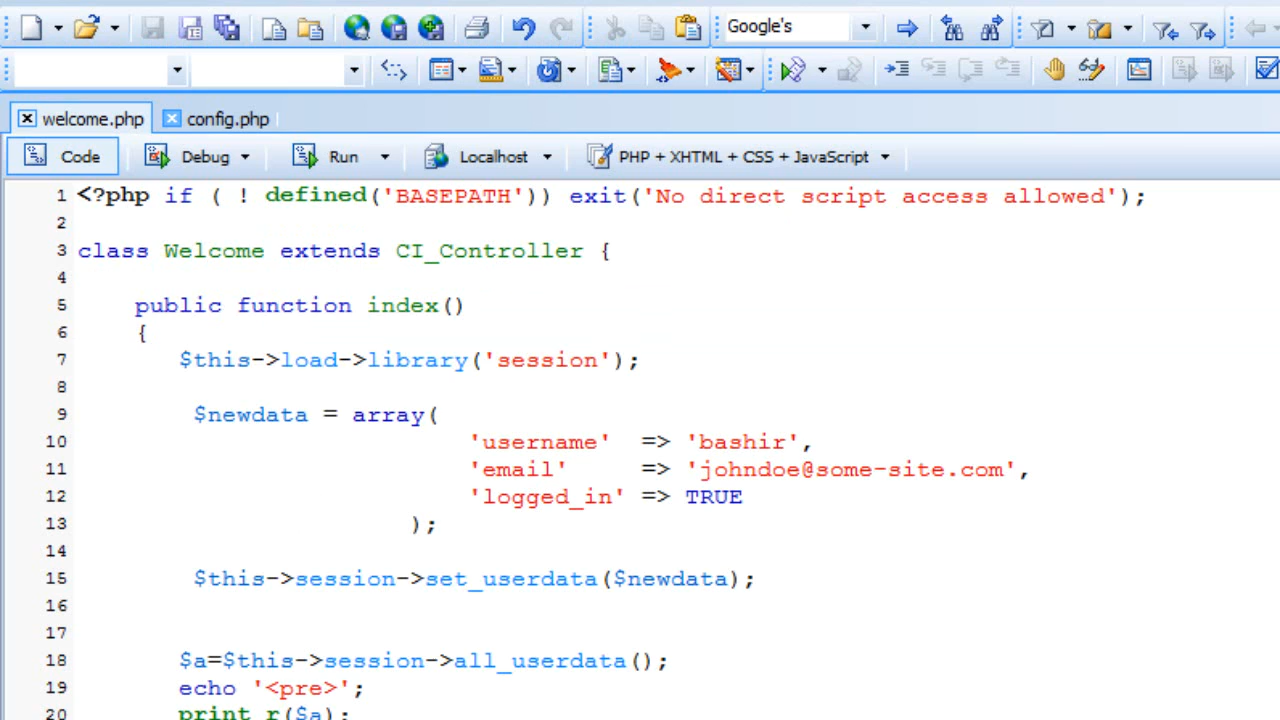 Google's
welcome.php config.php
Code Debug Run Localhost PHP + XHTML + CSS + JavaScript
1 <?php if ( ! defined('BASEPATH')) exit('No direct script access allowed');
2
3 class Welcome extends CI_Controller {
4
5 public function index()
6 {
7 $this->load->library('session');
8
9 $newdata = array(
10 'username' => 'bashir',
11 'email' => 'johndoe@some-site.com',
12 'logged_in' => TRUE
13 );
14
15 $this->session->set_userdata($newdata);
16
17
18 $a=$this->session->all_userdata();
19 echo '<pre>';
20 print_r($a);